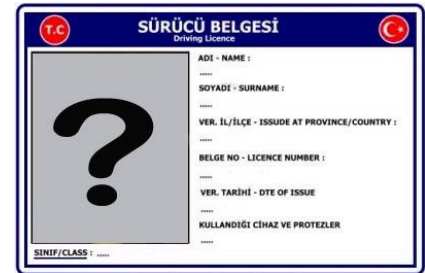 T.C
SÜRÜCÜ BELGESİ
Driving Licence
ADI - NAME :
.....
SOYADI - SURNAME :
.....
VER. İL/İLÇE - ISSUDE AT PROVINCE/COUNTRY :
.....
BELGE NO - LICENCE NUMBER :
.....
VER. TARİHİ - DTE OF ISSUE
.....
KULLANDIĞI CİHAZ VE PROTEZLER
.....
?
SINIF/CLASS : .....